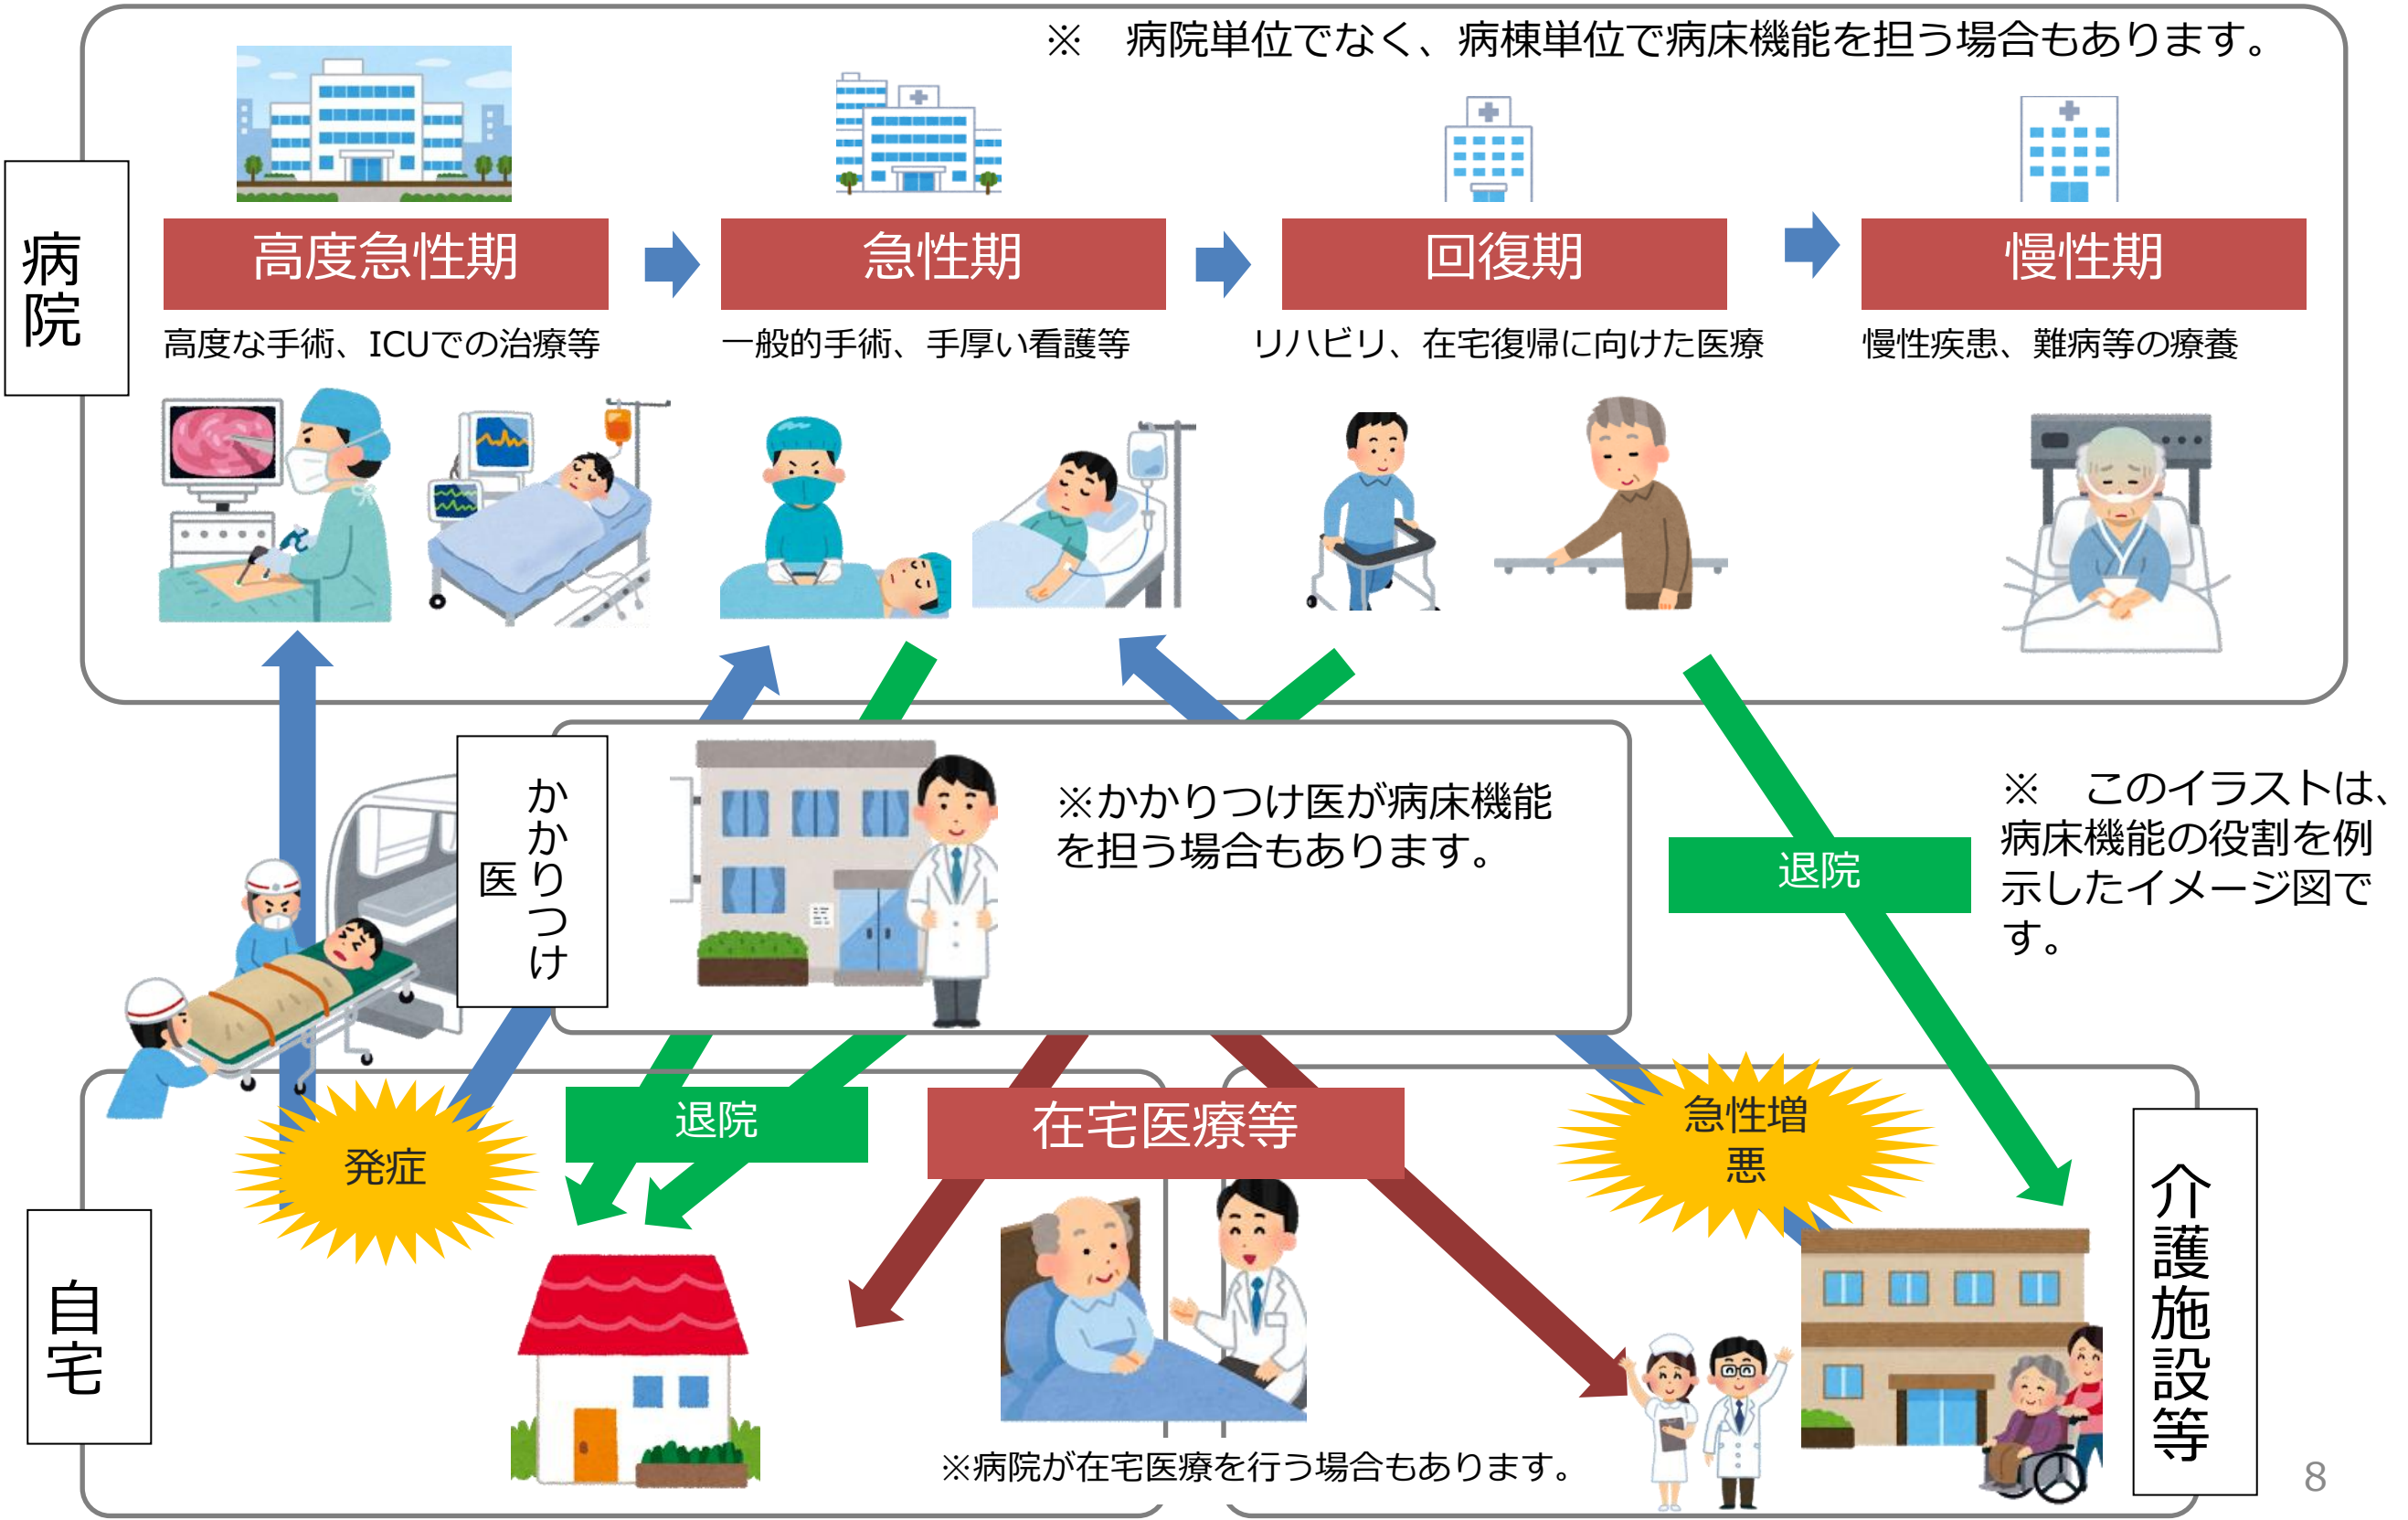 ※　病院単位でなく、病棟単位で病床機能を担う場合もあります。
病院
高度急性期
急性期
回復期
慢性期
高度な手術、ICUでの治療等
一般的手術、手厚い看護等
リハビリ、在宅復帰に向けた医療
慢性疾患、難病等の療養
かかりつけ
医
※かかりつけ医が病床機能
を担う場合もあります。
退院
※　このイラストは、
病床機能の役割を例
示したイメージ図で
す。
発症
退院
在宅医療等
急性増
悪
自宅
介護施設等
※病院が在宅医療を行う場合もあります。
8